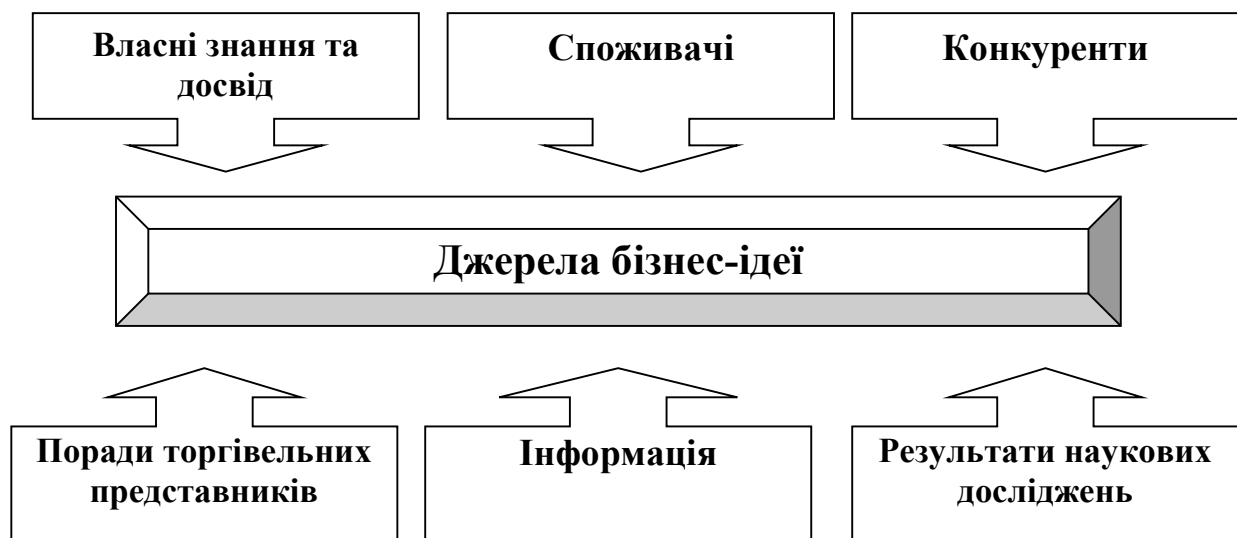 Власні знання та
досвід
Споживачі
Конкуренти
Джерела бізнес-ідеї
Поради торгівельних
представників
Інформація
Результати наукових
досліджень